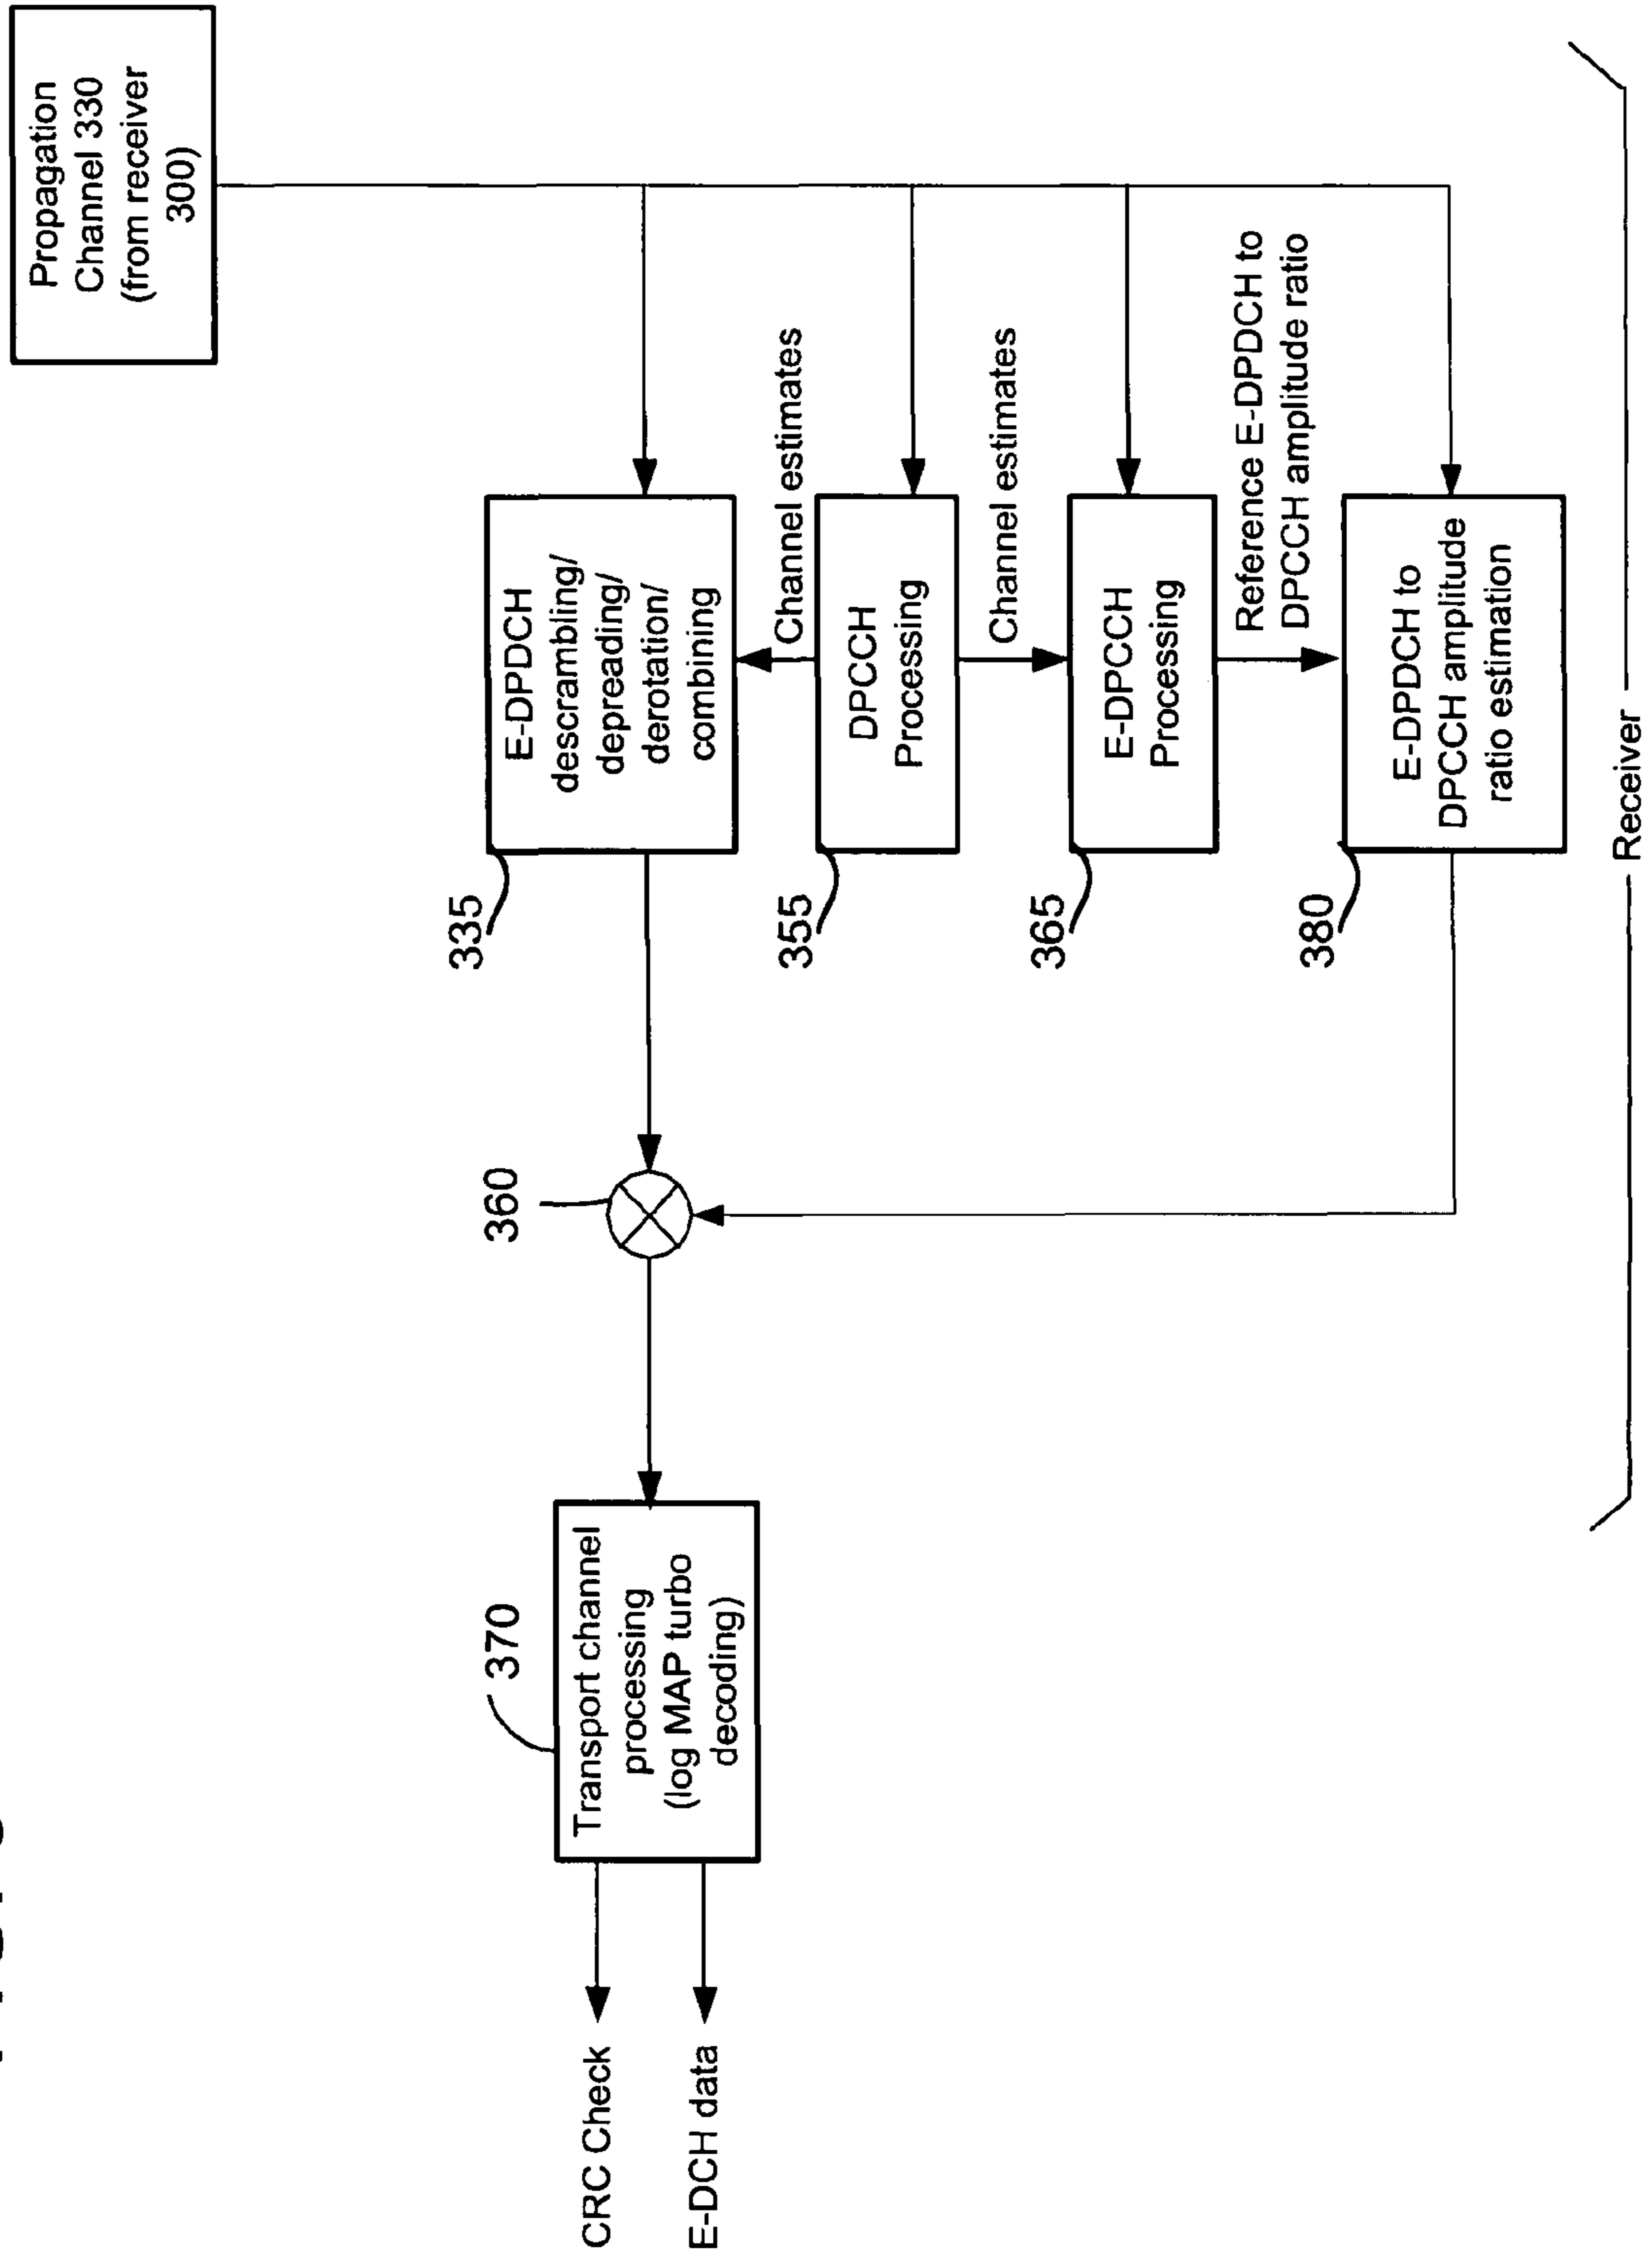 Propagation
Channel 330
(from receiver
300)
335
E-DPDCH
descrambling/
depreading/
derotation/
combining
Channel estimates
355
DPCCH
Processing
Channel estimates
365
E-DPCCH
Processing
Reference E-DPDCH to
DPCCH amplitude ratio
380
E-DPDCH to
DPCCH amplitude
ratio estimation
360
370
Transport channel
processing
(log MAP turbo
decoding)
CRC Check
E-DCH data
Receiver